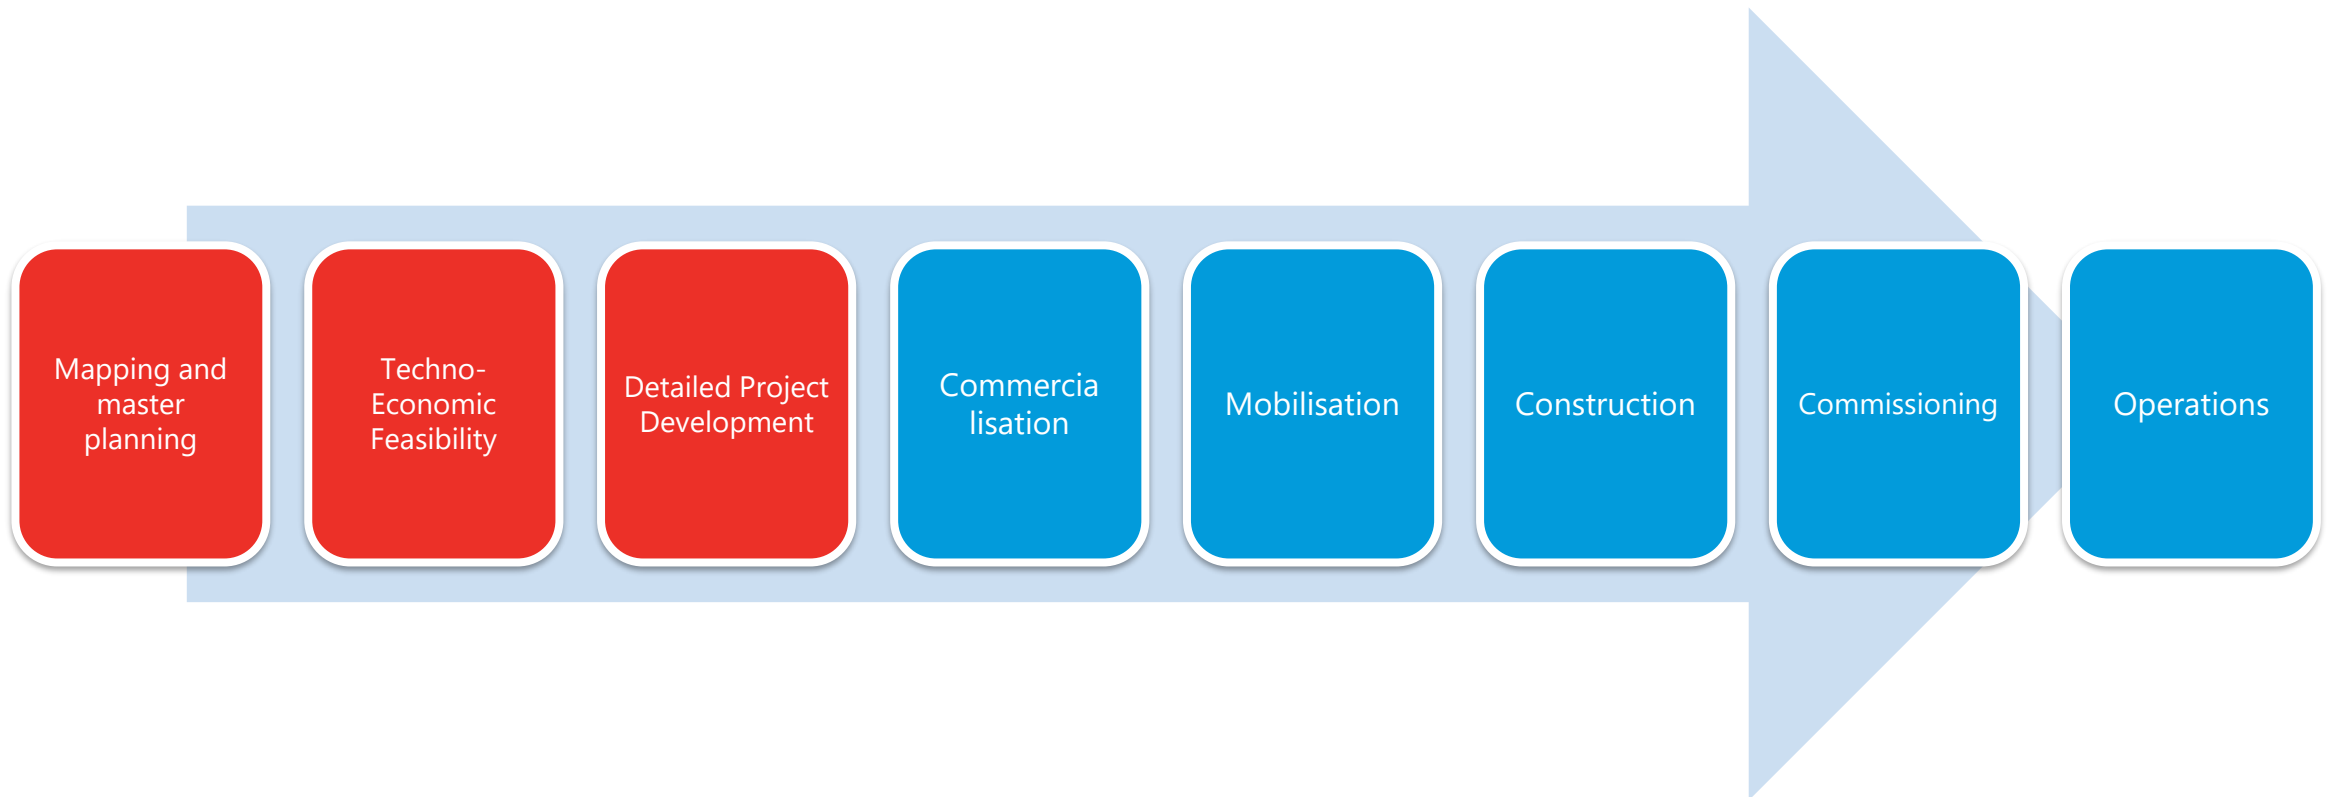 Mapping and
master
planning
Techno-
Economic
Feasibility
Detailed Project
Development
Commercia
lisation
Mobilisation
Construction
Commissioning
Operations